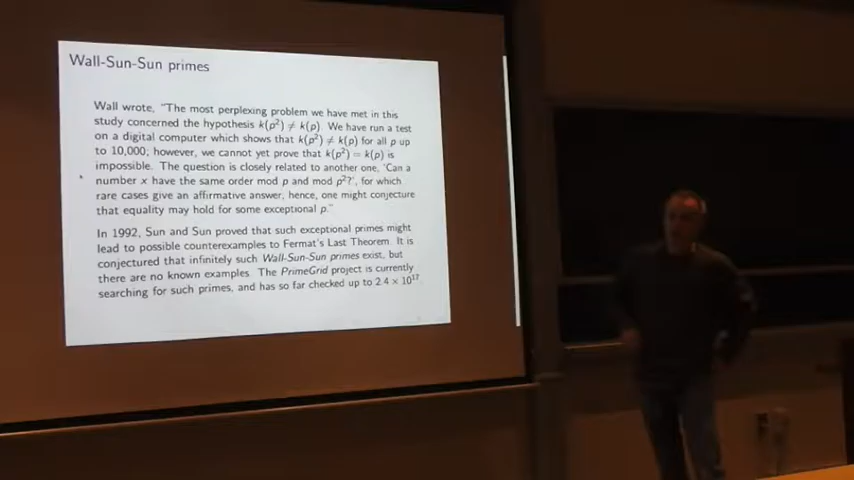 Wall-Sun-Sun primes
Wall wrote, "The most perplexing problem we have met in this
study concerned the hypothesis k(p²) ≠ k(p). We have run a test
on a digital computer which shows that k(p²) ≠ k(p) for all p up
to 10,000; however, we cannot yet prove that k(p²) = k(p) is
impossible. The question is closely related to another one, 'Can a
number x have the same order mod p and mod p²?', for which
rare cases give an affirmative answer, hence, one might conjecture
that equality may hold for some exceptional p."
In 1992, Sun and Sun proved that such exceptional primes might
lead to possible counterexamples to Fermat's Last Theorem. It is
conjectured that infinitely such Wall-Sun-Sun primes exist, but
there are no known examples. The PrimeGrid project is currently
searching for such primes, and has so far checked up to 2.4 × 10¹⁷